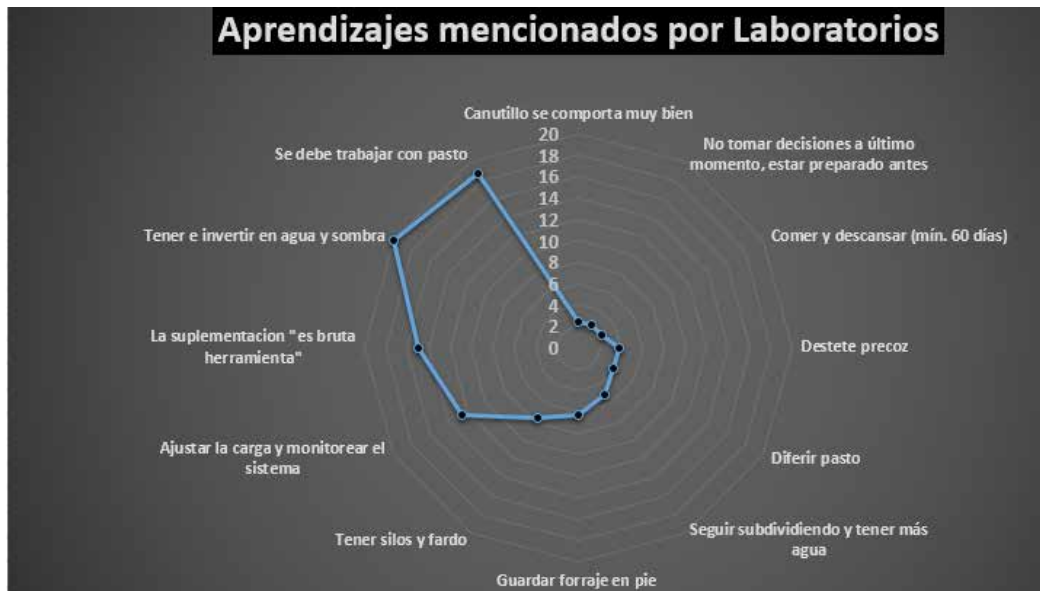 Aprendizajes mencionados por Laboratorios
Canutillo se comporta muy bien
No tomar decisiones a último
momento, estar preparado antes
Comer y descansar (mín. 60 días)
Destete precoz
Diferir pasto
Seguir subdividiendo y tener más
agua
Guardar forraje en pie
Tener silos y fardo
Ajustar la carga y monitorear el
sistema
La suplementacion "es bruta
herramienta"
Tener e invertir en agua y sombra
Se debe trabajar con pasto
20
18
16
14
12
10
8
6
4
2
0